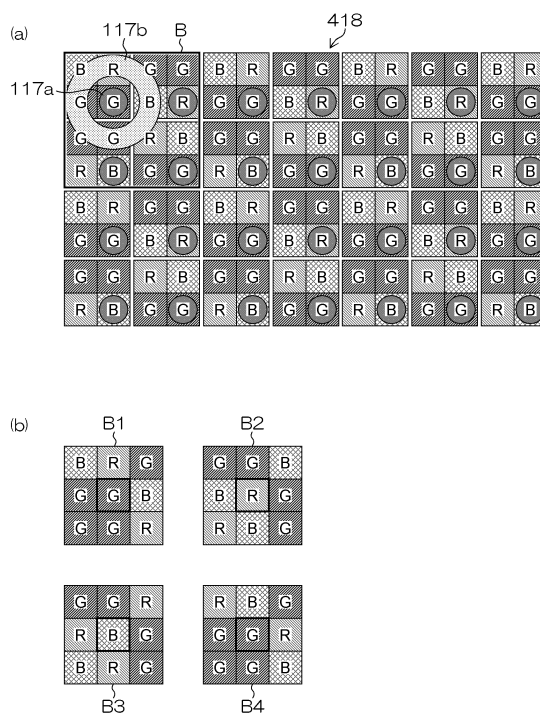 (a)
117b B 418
117a
B R G G B R G G B R G G B R
G G B R G G B R G G B R G G
G G R B G G R B G G R B G G
R B G G R B G G R B G G R B
B R G G B R G G B R G G B R
G G B R G G B R G G B R G G
G G R B G G R B G G R B G G
R B G G R B G G R B G G R B
(b)
B1 B2
B R G G G B
G G B B R G
G G R R B G
G G R R B G
R B G G G R
B R G G G B
B3 B4